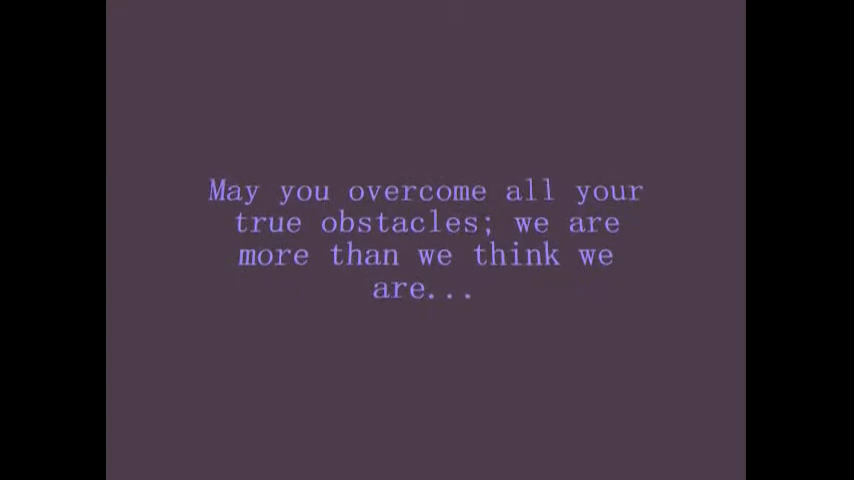 May you overcome all your
true obstacles; we are
more than we think we
are...